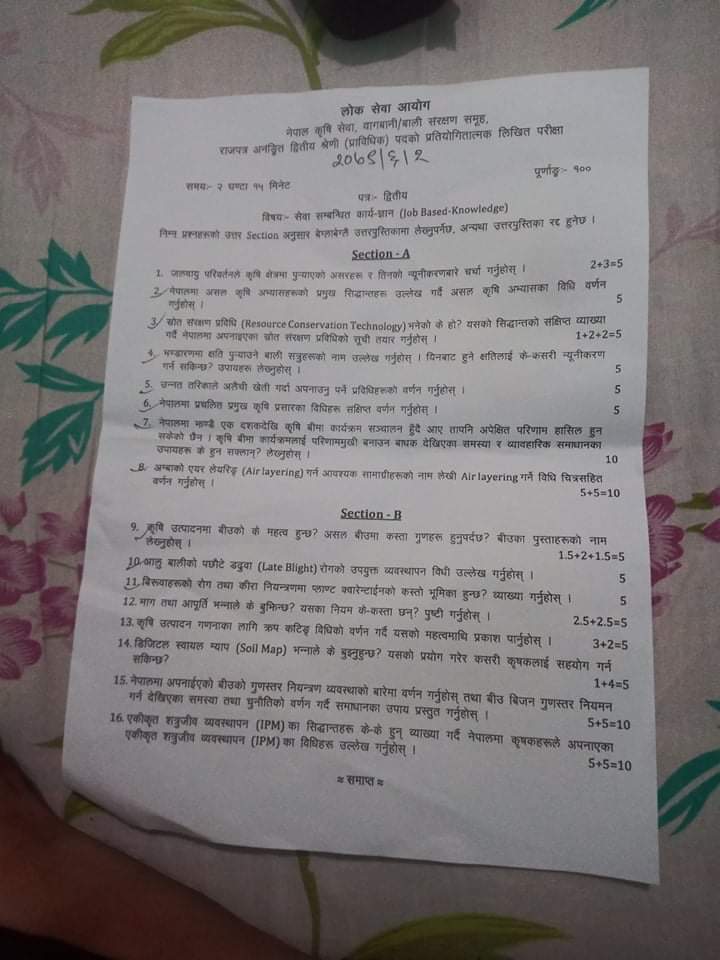 लोक सेवा आयोग
नेपाल कृषि सेवा, वागबानी/बाली संरक्षण समूह,
राजपत्र अनङ्कित द्वितीय श्रेणी (प्राविधिक) पदको प्रतियोगितात्मक लिखित परीक्षा
२०७९/६/२
पूर्णाङ्कः- १००
समयः- २ घण्टा १५ मिनेट
पत्रः- द्वितीय
विषयः- सेवा सम्बन्धित कार्य-ज्ञान (Job Based-Knowledge)
निम्न प्रश्नहरूको उत्तर Section अनुसार बेग्लाबेग्लै उत्तरपुस्तिकामा लेख्नुपर्नेछ, अन्यथा उत्तरपुस्तिका रद्द हुनेछ ।
Section - A
1. जलवायु परिवर्तनले कृषि क्षेत्रमा पुऱ्याएको असरहरू र तिनको न्यूनीकरणबारे चर्चा गर्नुहोस् । 2+3=5
2. नेपालमा असल कृषि अभ्यासहरूको प्रमुख सिद्धान्तहरू उल्लेख गर्दै असल कृषि अभ्यासका विधि वर्णन
गर्नुहोस् । 5
3. स्रोत संरक्षण प्रविधि (Resource Conservation Technology) भनेको के हो? यसको सिद्धान्तको संक्षिप्त व्याख्या
गर्दै नेपालमा अपनाइएका स्रोत संरक्षण प्रविधिको सूची तयार गर्नुहोस् । 1+2+2=5
4. भण्डारणमा क्षति पुऱ्याउने बाली सत्रुहरूको नाम उल्लेख गर्नुहोस् । यिनबाट हुने क्षतिलाई के-कसरी न्यूनीकरण
गर्न सकिन्छ? उपायहरू लेख्नुहोस् । 5
5. उन्नत तरिकाले अलैंची खेती गर्दा अपनाउनु पर्ने प्रविधिहरूको वर्णन गर्नुहोस् । 5
6. नेपालमा प्रचलित प्रमुख कृषि प्रसारका विधिहरू संक्षिप्त वर्णन गर्नुहोस् । 5
7. नेपालमा झण्डै एक दशकदेखि कृषि बीमा कार्यक्रम सञ्चालन हुँदै आए तापनि अपेक्षित परिणाम हासिल हुन
सकेको छैन । कृषि बीमा कार्यक्रमलाई परिणाममुखी बनाउन बाधक देखिएका समस्या र व्यावहारिक समाधानका
उपायहरू के हुन सक्लान्? लेख्नुहोस् । 10
8. अम्बाको एयर लेयरिङ्ग (Air layering) गर्न आवश्यक सामाग्रीहरूको नाम लेखी Air layering गर्ने विधि चित्रसहित
वर्णन गर्नुहोस् । 5+5=10
Section - B
9. कृषि उत्पादनमा बीउको के महत्व हुन्छ? असल बीउमा कस्ता गुणहरू हुनुपर्दछ? बीउका पुस्ताहरूको नाम
लेख्नुहोस् । 1.5+2+1.5=5
10. आलु बालीको पछौटे डढुवा (Late Blight) रोगको उपयुक्त व्यवस्थापन विधी उल्लेख गर्नुहोस् । 5
11. बिरूवाहरूको रोग तथा कीरा नियन्त्रणमा प्लाण्ट क्वारेन्टाईनको कस्तो भूमिका हुन्छ? व्याख्या गर्नुहोस् । 5
12. माग तथा आपूर्ति भन्नाले के बुझिन्छ? यसका नियम के-कस्ता छन्? पुष्टी गर्नुहोस् । 2.5+2.5=5
13. कृषि उत्पादन गणनाका लागि क्रप कटिङ्ग विधिको वर्णन गर्दै यसको महत्वमाथि प्रकाश पार्नुहोस् । 3+2=5
14. डिजिटल स्वायल म्याप (Soil Map) भन्नाले के बुझ्नुहुन्छ? यसको प्रयोग गरेर कसरी कृषकलाई सहयोग गर्न
सकिन्छ? 1+4=5
15. नेपालमा अपनाईएको बीउको गुणस्तर नियन्त्रण व्यवस्थाको बारेमा वर्णन गर्नुहोस् तथा बीउ बिजन गुणस्तर नियमन
गर्न देखिएका समस्या तथा चुनौतिको वर्णन गर्दै समाधानका उपाय प्रस्तुत गर्नुहोस् । 5+5=10
16. एकीकृत शत्रुजीव व्यवस्थापन (IPM) का सिद्धान्तहरू के-के हुन् व्याख्या गर्दै नेपालमा कृषकहरूले अपनाएका
एकीकृत शत्रुजीव व्यवस्थापन (IPM) का विधिहरू उल्लेख गर्नुहोस् । 5+5=10
≈ समाप्त ≈